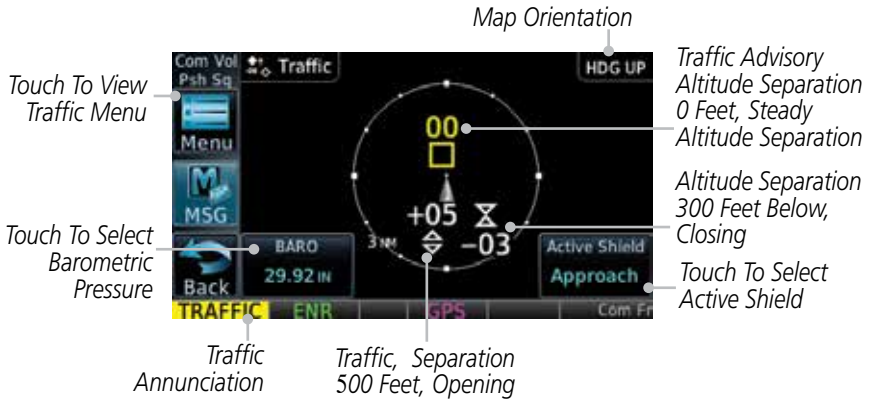 Map Orientation
Touch To View
Traffic Menu
Com Vol
Psh Sq
Traffic
HDG UP
Traffic Advisory
Altitude Separation
0 Feet, Steady
Altitude Separation
Menu
00
MSG
+05
-03
3 NM
Altitude Separation
300 Feet Below,
Closing
Touch To Select
Barometric
Pressure
BARO
29.92 IN
Active Shield
Approach
Touch To Select
Active Shield
Back
TRAFFIC
ENR
GPS
Com Fr
Traffic
Annunciation
Traffic, Separation
500 Feet, Opening